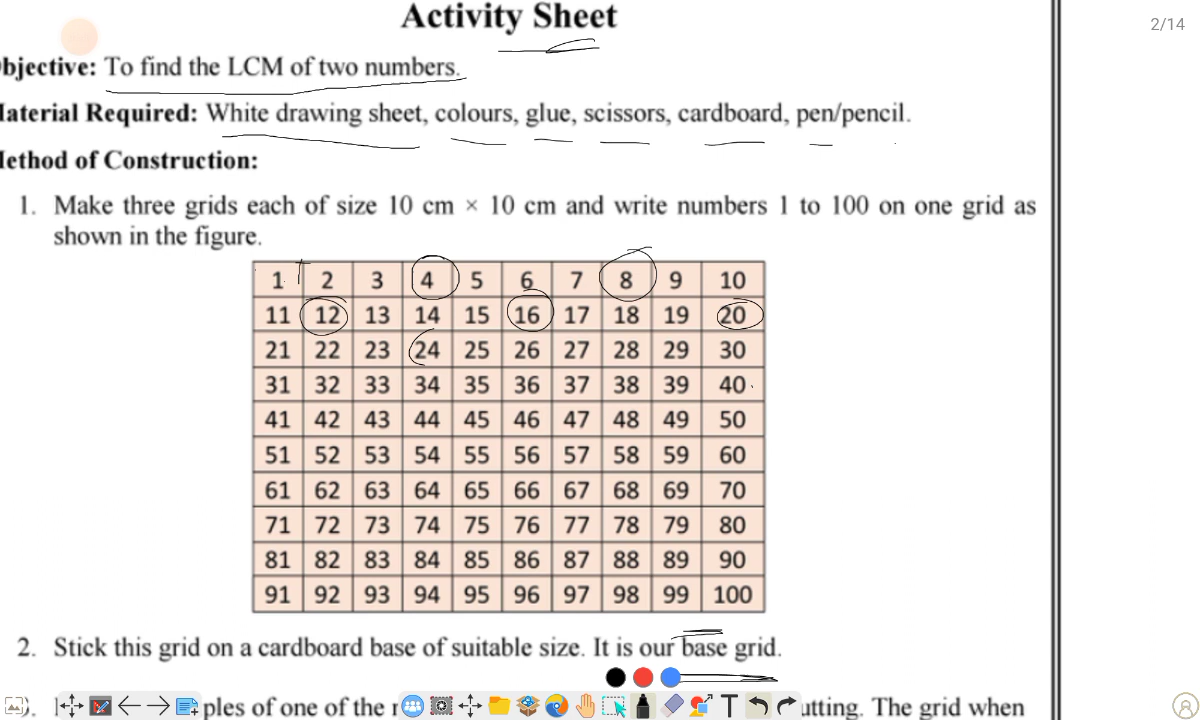 Activity Sheet
2/14
bjective: To find the LCM of two numbers.
aterial Required: White drawing sheet, colours, glue, scissors, cardboard, pen/pencil.
ethod of Construction:
1. Make three grids each of size 10 cm × 10 cm and write numbers 1 to 100 on one grid as
shown in the figure.
1 2 3 4 5 6 7 8 9 10
11 12 13 14 15 16 17 18 19 20
21 22 23 24 25 26 27 28 29 30
31 32 33 34 35 36 37 38 39 40
41 42 43 44 45 46 47 48 49 50
51 52 53 54 55 56 57 58 59 60
61 62 63 64 65 66 67 68 69 70
71 72 73 74 75 76 77 78 79 80
81 82 83 84 85 86 87 88 89 90
91 92 93 94 95 96 97 98 99 100
2. Stick this grid on a cardboard base of suitable size. It is our base grid.
ples of one of the utting. The grid when